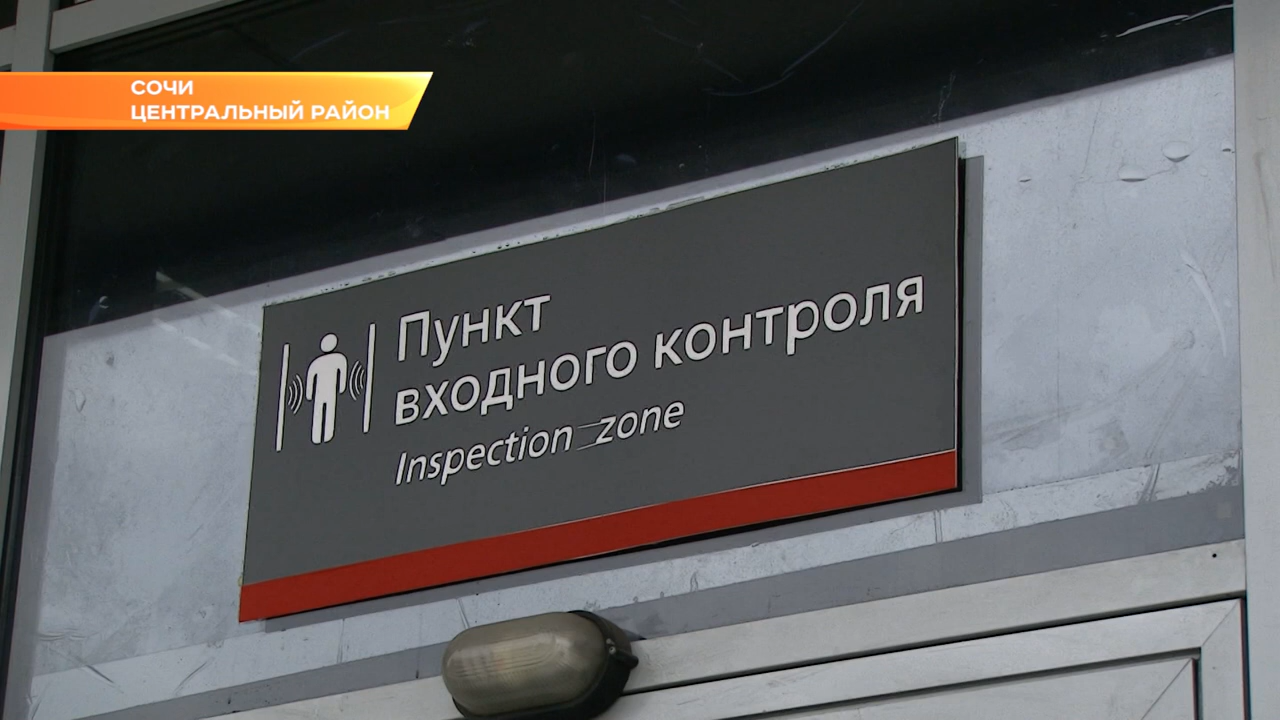 СОЧИ
ЦЕНТРАЛЬНЫЙ РАЙОН
Пункт
входного контроля
Inspection zone